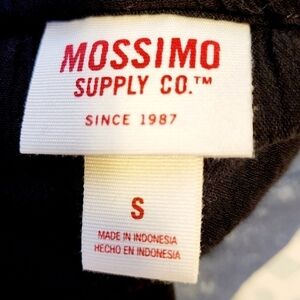 MOSSIMO
SUPPLY CO.™
SINCE 1987
S
MADE IN INDONESIA
HECHO EN INDONESIA